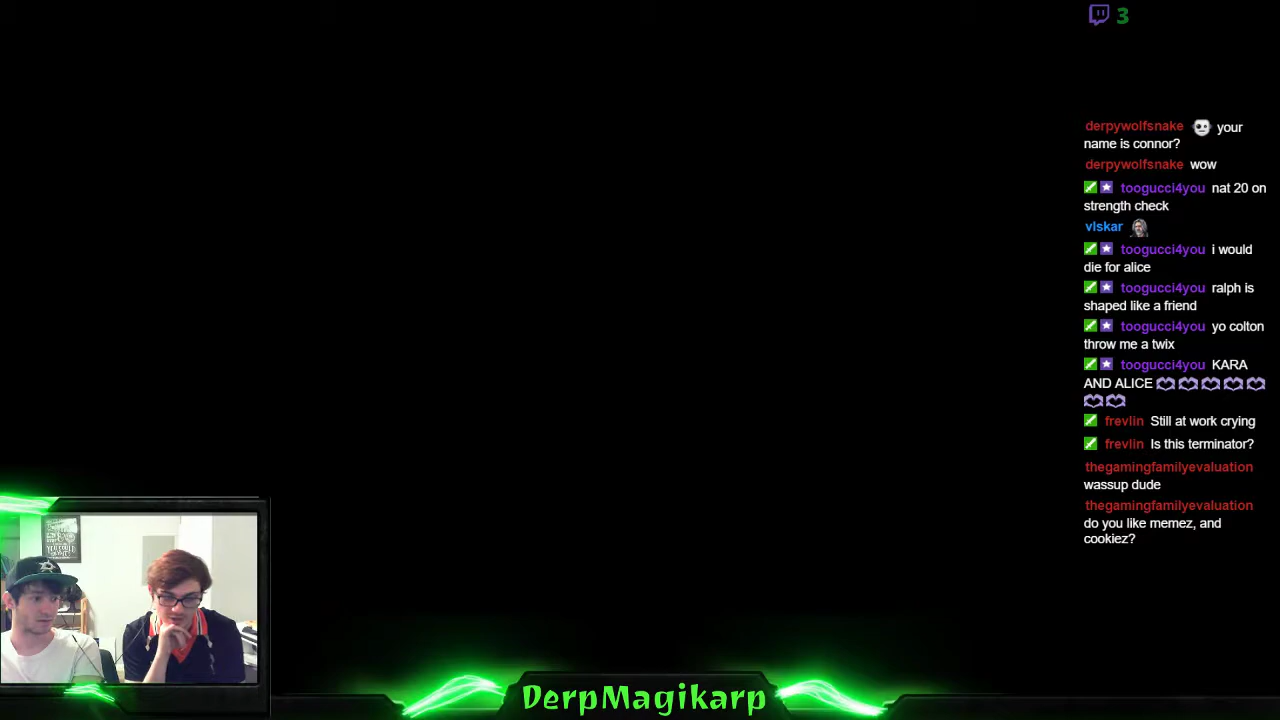 3
derpywolfsnake your
name is connor?
derpywolfsnake wow
toogucci4you nat 20 on
strength check
vlskar
toogucci4you i would
die for alice
toogucci4you ralph is
shaped like a friend
toogucci4you yo colton
throw me a twix
toogucci4you KARA
AND ALICE
frevlin Still at work crying
frevlin Is this terminator?
thegamingfamilyevaluation
wassup dude
thegamingfamilyevaluation
do you like memez, and
cookiez?
DerpMagikarp